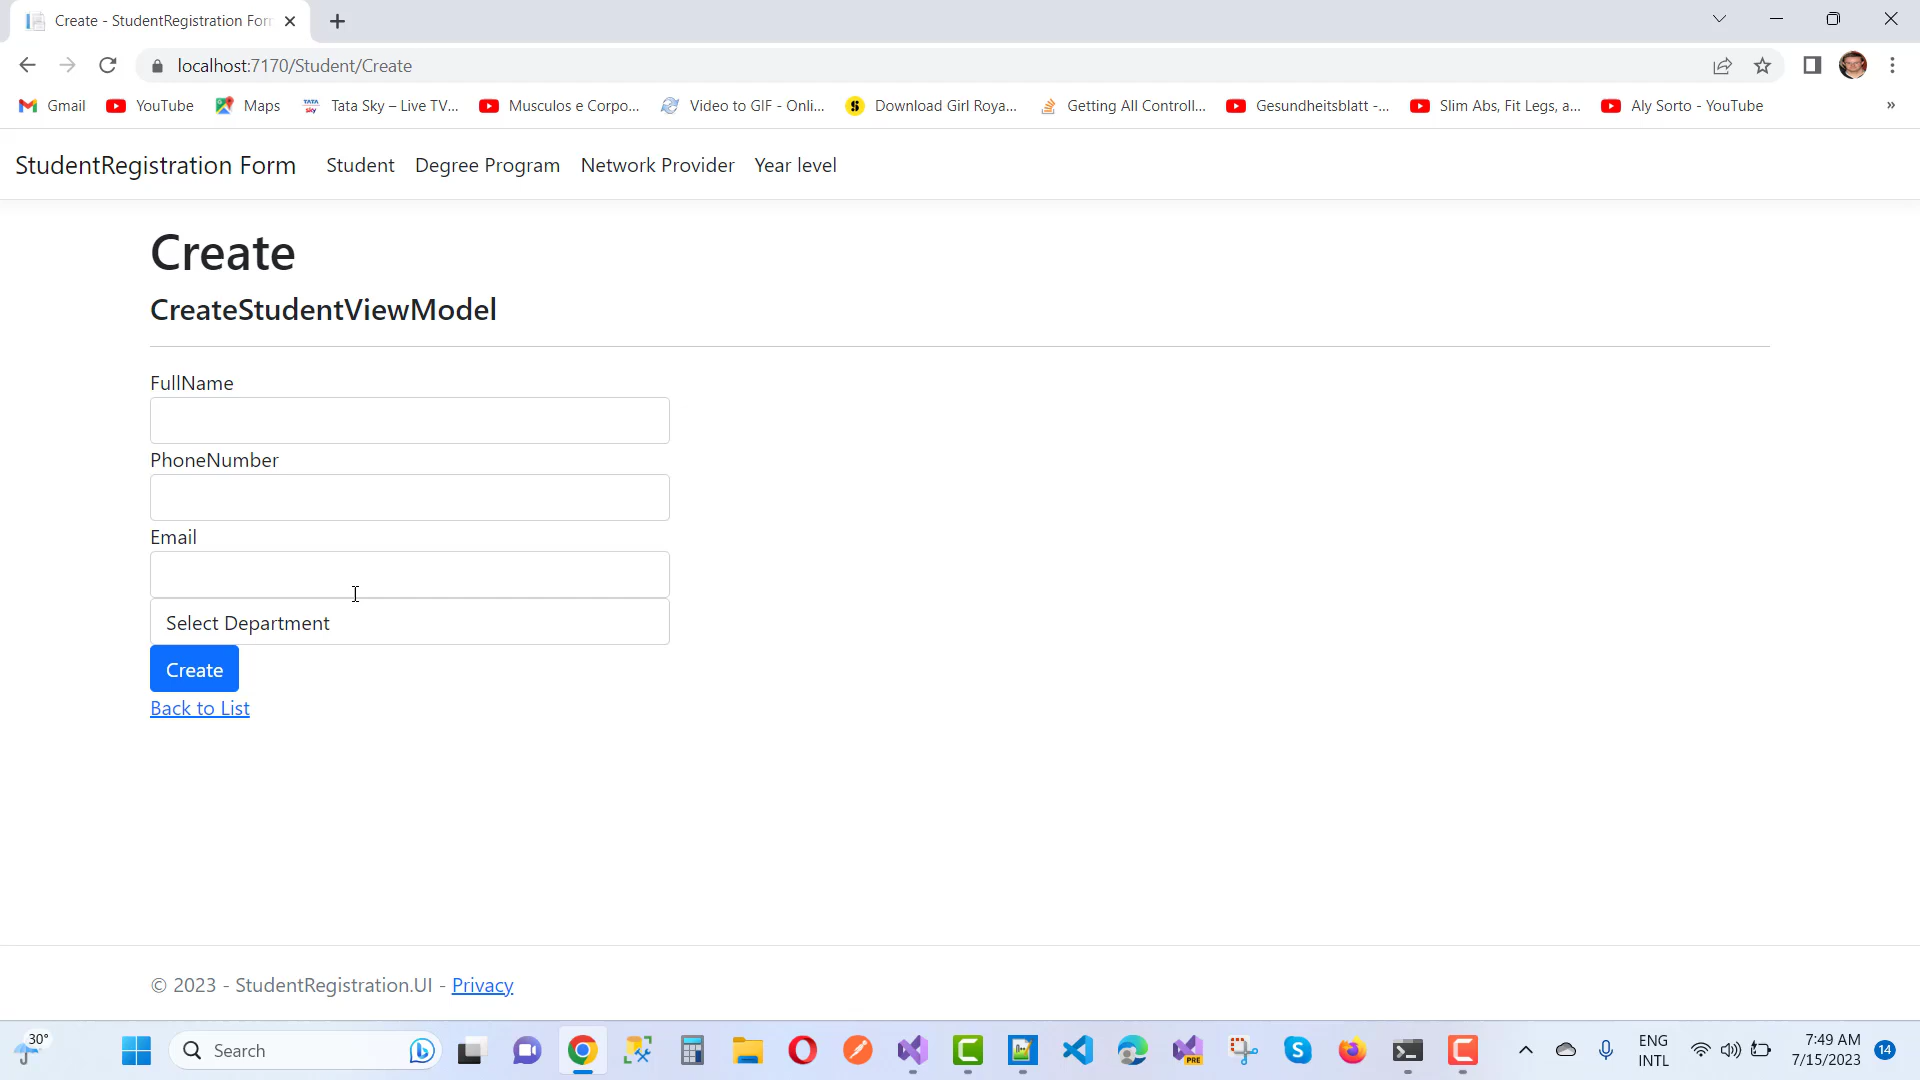 Create - StudentRegistration For
localhost:7170/Student/Create
Gmail YouTube Maps Tata Sky – Live TV... Musculos e Corpo... Video to GIF - Onli... Download Girl Roya... Getting All Controll... Gesundheitsblatt -... Slim Abs, Fit Legs, a... Aly Sorto - YouTube »
StudentRegistration Form Student Degree Program Network Provider Year level
Create
CreateStudentViewModel
FullName
PhoneNumber
Email
Select Department
Create
Back to List
© 2023 - StudentRegistration.UI - Privacy
30°
Search
PRE
ENG
INTL
7:49 AM
7/15/2023
14